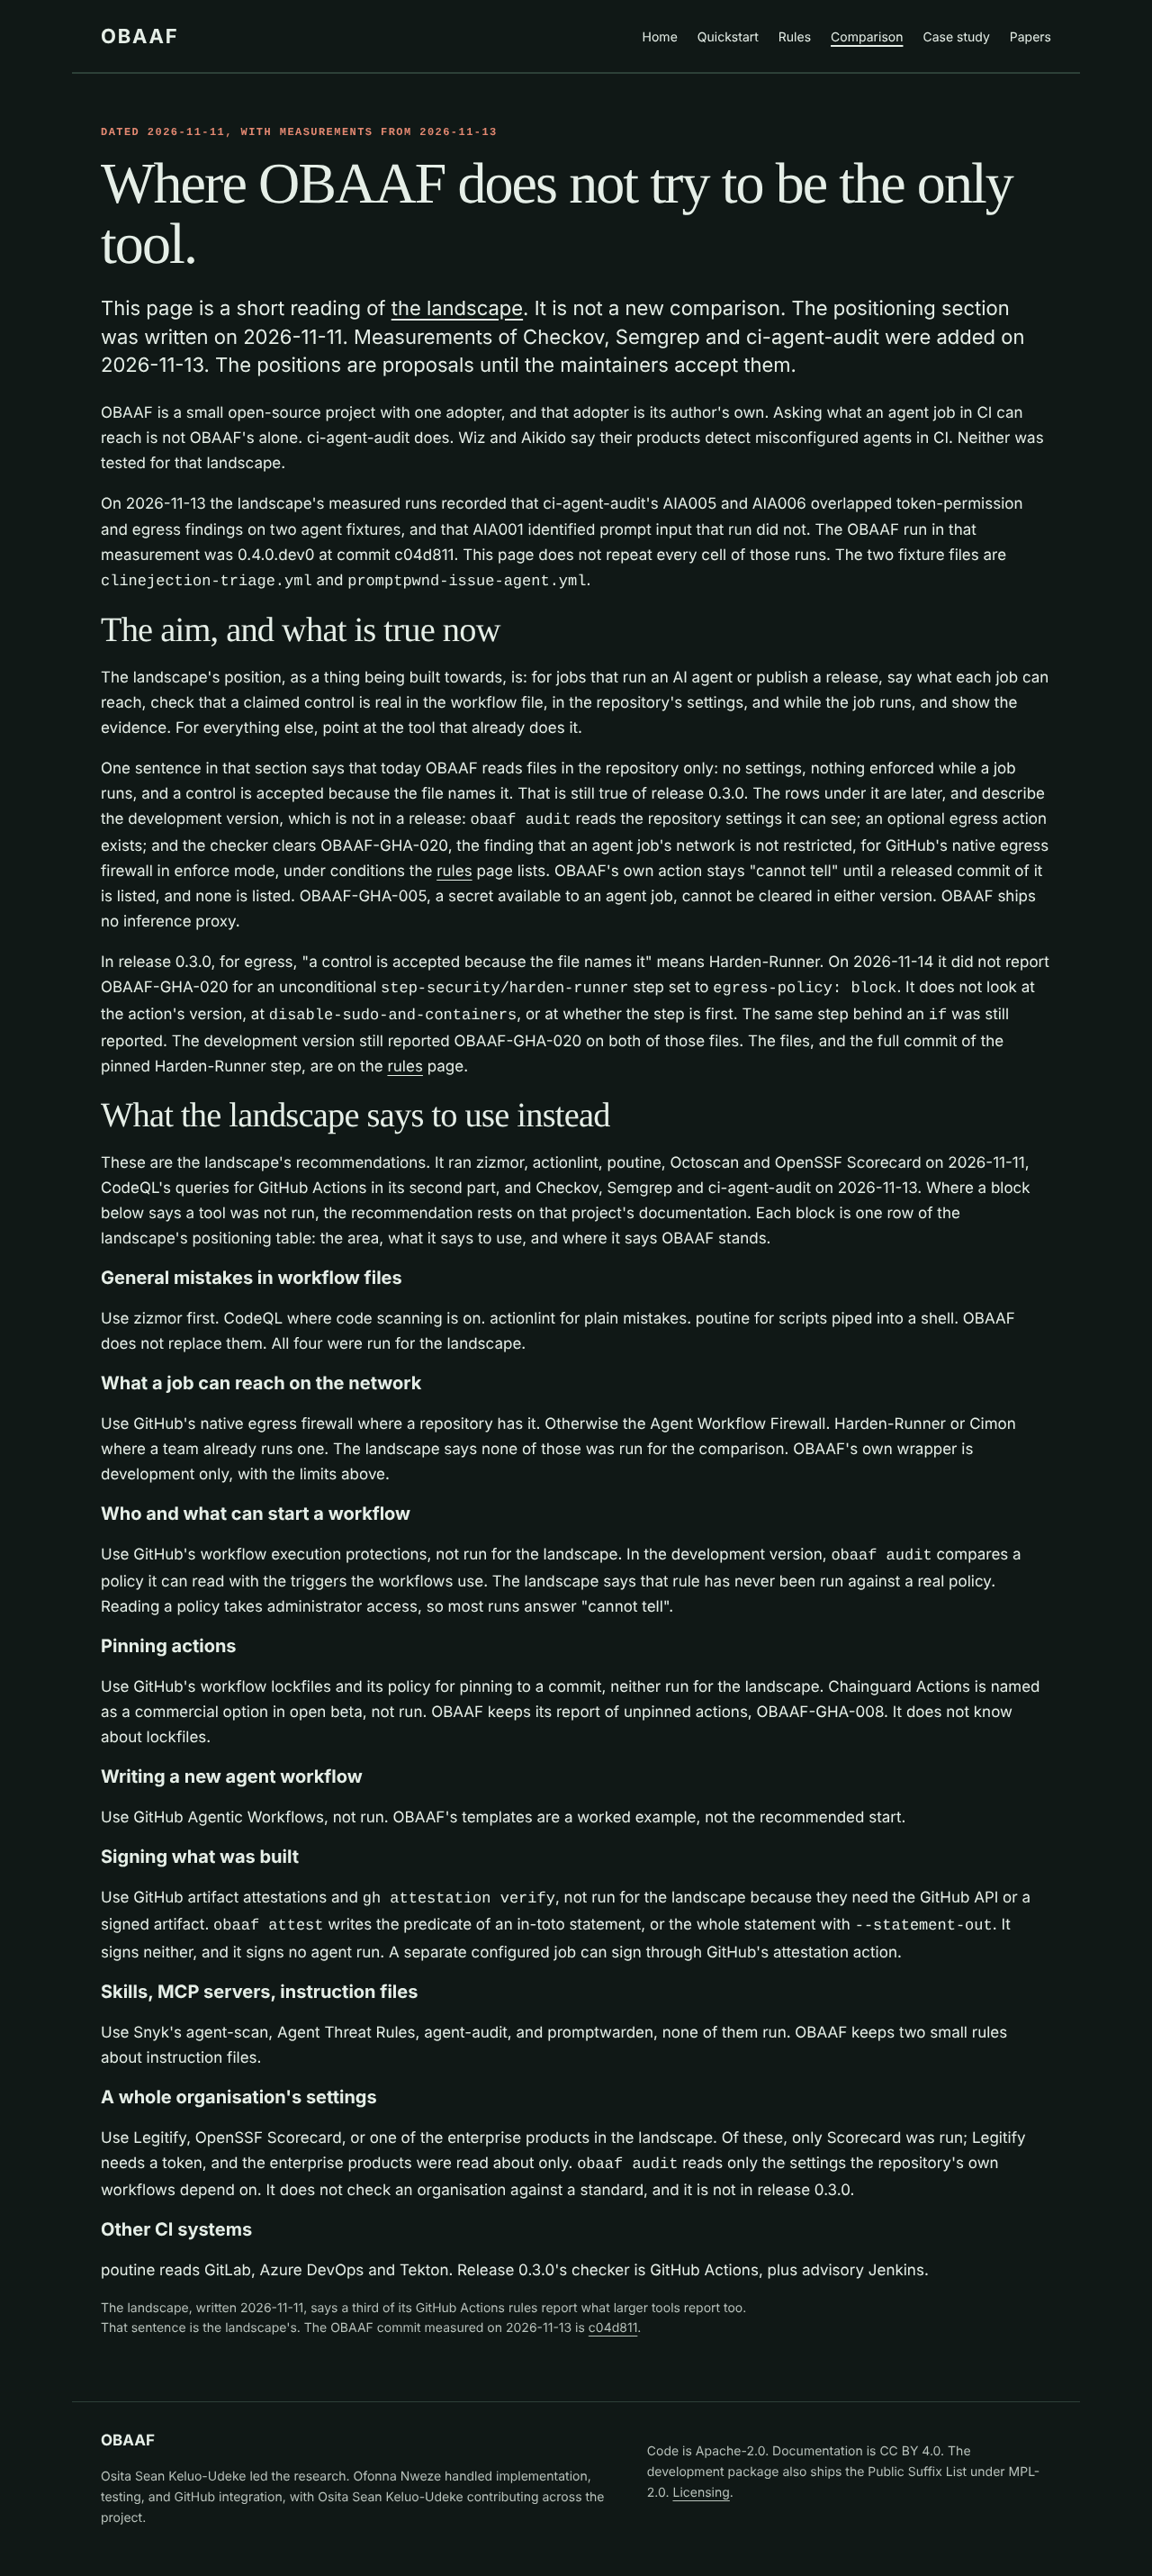 OBAAF
Home Quickstart Rules Comparison Case study Papers
DATED 2026-11-11, WITH MEASUREMENTS FROM 2026-11-13
Where OBAAF does not try to be the only
tool.
This page is a short reading of the landscape. It is not a new comparison. The positioning section
was written on 2026-11-11. Measurements of Checkov, Semgrep and ci-agent-audit were added on
2026-11-13. The positions are proposals until the maintainers accept them.
OBAAF is a small open-source project with one adopter, and that adopter is its author's own. Asking what an agent job in CI can
reach is not OBAAF's alone. ci-agent-audit does. Wiz and Aikido say their products detect misconfigured agents in CI. Neither was
tested for that landscape.
On 2026-11-13 the landscape's measured runs recorded that ci-agent-audit's AIA005 and AIA006 overlapped token-permission
and egress findings on two agent fixtures, and that AIA001 identified prompt input that run did not. The OBAAF run in that
measurement was 0.4.0.dev0 at commit c04d811. This page does not repeat every cell of those runs. The two fixture files are
clinejection-triage.yml and promptpwnd-issue-agent.yml.
The aim, and what is true now
The landscape's position, as a thing being built towards, is: for jobs that run an AI agent or publish a release, say what each job can
reach, check that a claimed control is real in the workflow file, in the repository's settings, and while the job runs, and show the
evidence. For everything else, point at the tool that already does it.
One sentence in that section says that today OBAAF reads files in the repository only: no settings, nothing enforced while a job
runs, and a control is accepted because the file names it. That is still true of release 0.3.0. The rows under it are later, and describe
the development version, which is not in a release: obaaf audit reads the repository settings it can see; an optional egress action
exists; and the checker clears OBAAF-GHA-020, the finding that an agent job's network is not restricted, for GitHub's native egress
firewall in enforce mode, under conditions the rules page lists. OBAAF's own action stays "cannot tell" until a released commit of it
is listed, and none is listed. OBAAF-GHA-005, a secret available to an agent job, cannot be cleared in either version. OBAAF ships
no inference proxy.
In release 0.3.0, for egress, "a control is accepted because the file names it" means Harden-Runner. On 2026-11-14 it did not report
OBAAF-GHA-020 for an unconditional step-security/harden-runner step set to egress-policy: block. It does not look at
the action's version, at disable-sudo-and-containers, or at whether the step is first. The same step behind an if was still
reported. The development version still reported OBAAF-GHA-020 on both of those files. The files, and the full commit of the
pinned Harden-Runner step, are on the rules page.
What the landscape says to use instead
These are the landscape's recommendations. It ran zizmor, actionlint, poutine, Octoscan and OpenSSF Scorecard on 2026-11-11,
CodeQL's queries for GitHub Actions in its second part, and Checkov, Semgrep and ci-agent-audit on 2026-11-13. Where a block
below says a tool was not run, the recommendation rests on that project's documentation. Each block is one row of the
landscape's positioning table: the area, what it says to use, and where it says OBAAF stands.
General mistakes in workflow files
Use zizmor first. CodeQL where code scanning is on. actionlint for plain mistakes. poutine for scripts piped into a shell. OBAAF
does not replace them. All four were run for the landscape.
What a job can reach on the network
Use GitHub's native egress firewall where a repository has it. Otherwise the Agent Workflow Firewall. Harden-Runner or Cimon
where a team already runs one. The landscape says none of those was run for the comparison. OBAAF's own wrapper is
development only, with the limits above.
Who and what can start a workflow
Use GitHub's workflow execution protections, not run for the landscape. In the development version, obaaf audit compares a
policy it can read with the triggers the workflows use. The landscape says that rule has never been run against a real policy.
Reading a policy takes administrator access, so most runs answer "cannot tell".
Pinning actions
Use GitHub's workflow lockfiles and its policy for pinning to a commit, neither run for the landscape. Chainguard Actions is named
as a commercial option in open beta, not run. OBAAF keeps its report of unpinned actions, OBAAF-GHA-008. It does not know
about lockfiles.
Writing a new agent workflow
Use GitHub Agentic Workflows, not run. OBAAF's templates are a worked example, not the recommended start.
Signing what was built
Use GitHub artifact attestations and gh attestation verify, not run for the landscape because they need the GitHub API or a
signed artifact. obaaf attest writes the predicate of an in-toto statement, or the whole statement with --statement-out. It
signs neither, and it signs no agent run. A separate configured job can sign through GitHub's attestation action.
Skills, MCP servers, instruction files
Use Snyk's agent-scan, Agent Threat Rules, agent-audit, and promptwarden, none of them run. OBAAF keeps two small rules
about instruction files.
A whole organisation's settings
Use Legitify, OpenSSF Scorecard, or one of the enterprise products in the landscape. Of these, only Scorecard was run; Legitify
needs a token, and the enterprise products were read about only. obaaf audit reads only the settings the repository's own
workflows depend on. It does not check an organisation against a standard, and it is not in release 0.3.0.
Other CI systems
poutine reads GitLab, Azure DevOps and Tekton. Release 0.3.0's checker is GitHub Actions, plus advisory Jenkins.
The landscape, written 2026-11-11, says a third of its GitHub Actions rules report what larger tools report too.
That sentence is the landscape's. The OBAAF commit measured on 2026-11-13 is c04d811.
OBAAF
Osita Sean Keluo-Udeke led the research. Ofonna Nweze handled implementation,
testing, and GitHub integration, with Osita Sean Keluo-Udeke contributing across the
project.
Code is Apache-2.0. Documentation is CC BY 4.0. The
development package also ships the Public Suffix List under MPL-
2.0. Licensing.